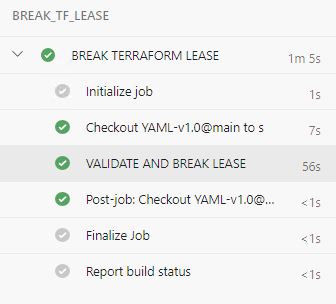 BREAK_TF_LEASE
BREAK TERRAFORM LEASE 1m 5s
Initialize job 1s
Checkout YAML-v1.0@main to s 7s
VALIDATE AND BREAK LEASE 56s
Post-job: Checkout YAML-v1.0@... <1s
Finalize Job <1s
Report build status <1s